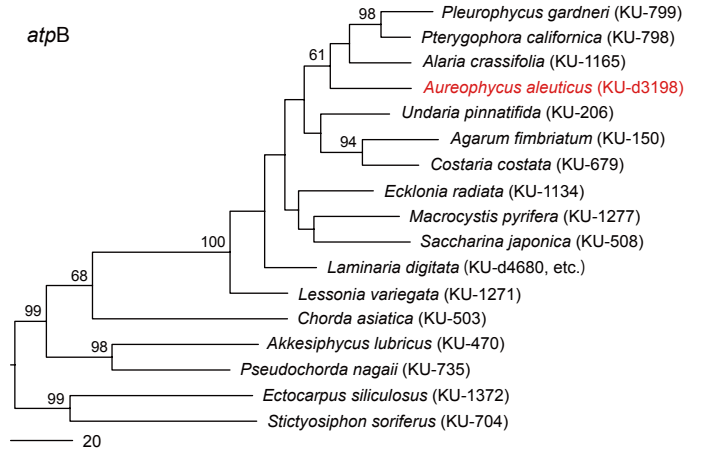 98
Pleurophycus gardneri (KU-799)
atpB
Pterygophora californica (KU-798)
61
Alaria crassifolia (KU-1165)
Aureophycus aleuticus (KU-d3198)
Undaria pinnatifida (KU-206)
94
Agarum fimbriatum (KU-150)
Costaria costata (KU-679)
Ecklonia radiata (KU-1134)
Macrocystis pyrifera (KU-1277)
100
Saccharina japonica (KU-508)
Laminaria digitata (KU-d4680, etc.)
68
Lessonia variegata (KU-1271)
99
Chorda asiatica (KU-503)
98
Akkesiphycus lubricus (KU-470)
Pseudochorda nagaii (KU-735)
99
Ectocarpus siliculosus (KU-1372)
Stictyosiphon soriferus (KU-704)
20